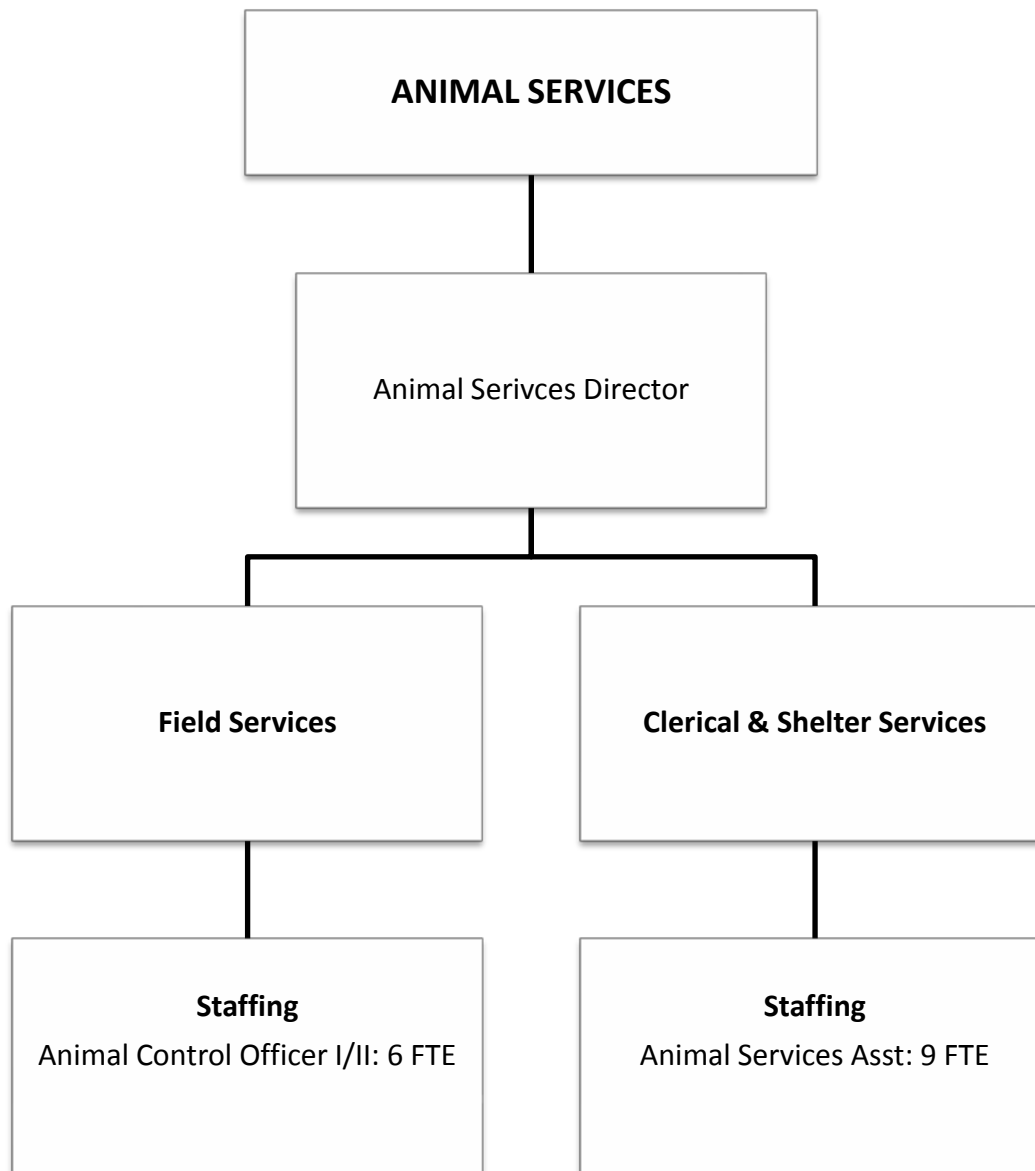 ANIMAL SERVICES
Animal Serivces Director
Field Services
Clerical & Shelter Services
Staffing
Animal Control Officer I/II: 6 FTE
Staffing
Animal Services Asst: 9 FTE